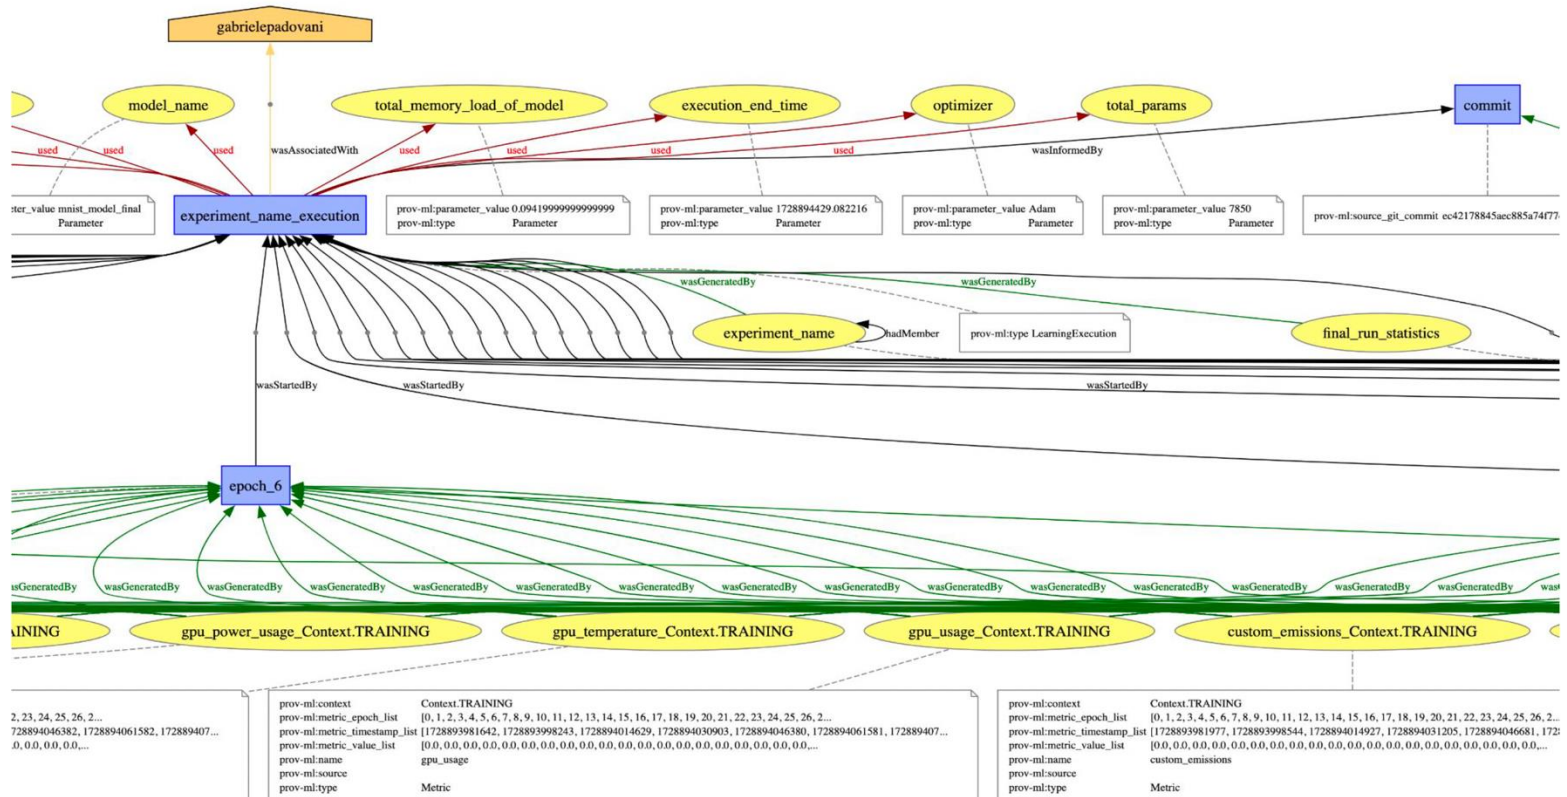 gabrielepadovani
model_name
total_memory_load_of_model
execution_end_time
optimizer
total_params
commit
used
used
wasAssociatedWith
used
used
used
used
wasInformedBy
parameter_value mnist_model_final
Parameter
experiment_name_execution
prov-ml:parameter_value 0.09419999999999999
prov-ml:type Parameter
prov-ml:parameter_value 1728894429.082216
prov-ml:type Parameter
prov-ml:parameter_value Adam
prov-ml:type Parameter
prov-ml:parameter_value 7850
prov-ml:type Parameter
prov-ml:source_git_commit ec42178845aec885a74f77
wasGeneratedBy
wasGeneratedBy
experiment_name
hadMember
prov-ml:type LearningExecution
final_run_statistics
wasStartedBy
wasStartedBy
wasStartedBy
epoch_6
wasGeneratedBy
wasGeneratedBy
wasGeneratedBy
wasGeneratedBy
wasGeneratedBy
wasGeneratedBy
wasGeneratedBy
wasGeneratedBy
wasGeneratedBy
wasGeneratedBy
wasGeneratedBy
wasGeneratedBy
wasGeneratedBy
wasGeneratedBy
AINING
gpu_power_usage_Context.TRAINING
gpu_temperature_Context.TRAINING
gpu_usage_Context.TRAINING
custom_emissions_Context.TRAINING
2, 23, 24, 25, 26, 2...
728894046382, 1728894061582, 172889407...
.0, 0.0, 0.0, 0.0,...
prov-ml:context Context.TRAINING
prov-ml:metric_epoch_list [0, 1, 2, 3, 4, 5, 6, 7, 8, 9, 10, 11, 12, 13, 14, 15, 16, 17, 18, 19, 20, 21, 22, 23, 24, 25, 26, 2...
prov-ml:metric_timestamp_list [1728893981642, 1728893998243, 1728894014629, 1728894030903, 1728894046380, 1728894061581, 172889407...
prov-ml:metric_value_list [0.0, 0.0, 0.0, 0.0, 0.0, 0.0, 0.0, 0.0, 0.0, 0.0, 0.0, 0.0, 0.0, 0.0, 0.0, 0.0, 0.0, 0.0, 0.0, 0.0,...
prov-ml:name gpu_usage
prov-ml:source
prov-ml:type Metric
prov-ml:context Context.TRAINING
prov-ml:metric_epoch_list [0, 1, 2, 3, 4, 5, 6, 7, 8, 9, 10, 11, 12, 13, 14, 15, 16, 17, 18, 19, 20, 21, 22, 23, 24, 25, 26, 2...
prov-ml:metric_timestamp_list [1728893981977, 1728893998544, 1728894014927, 1728894031205, 1728894046681, 1728
prov-ml:metric_value_list [0.0, 0.0, 0.0, 0.0, 0.0, 0.0, 0.0, 0.0, 0.0, 0.0, 0.0, 0.0, 0.0, 0.0, 0.0, 0.0, 0.0, 0.0, 0.0, 0.0,...
prov-ml:name custom_emissions
prov-ml:source
prov-ml:type Metric